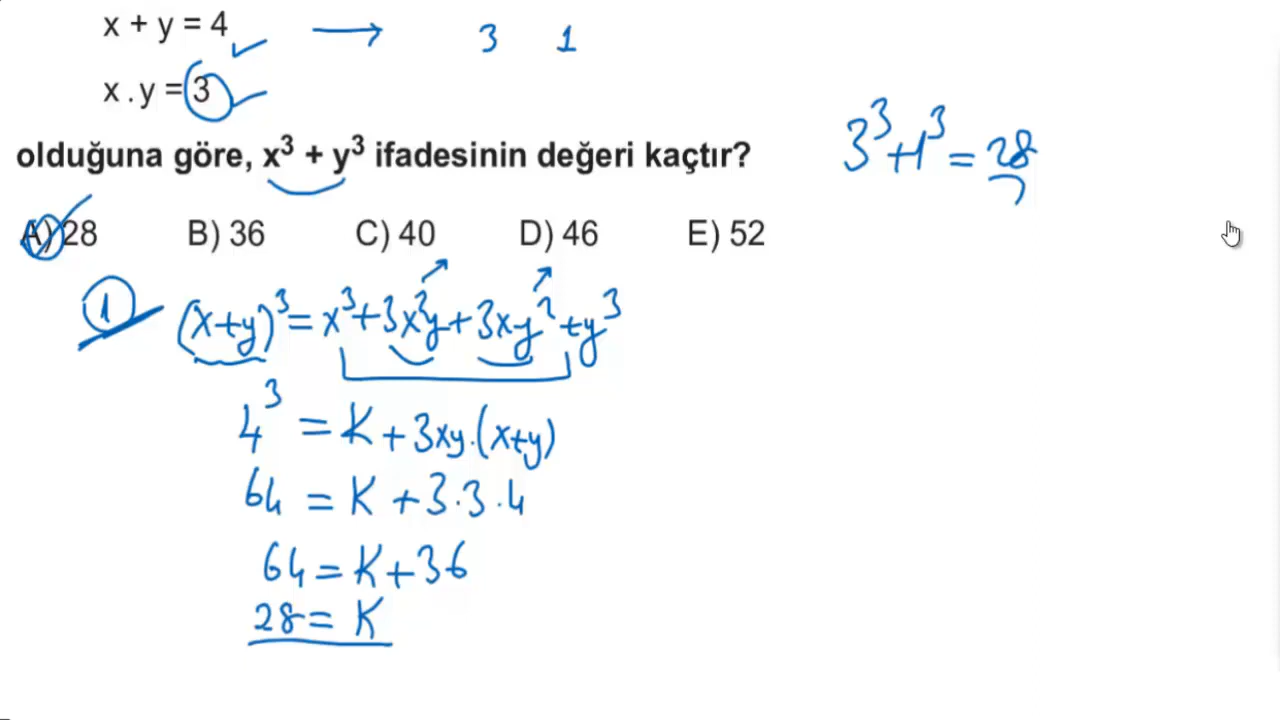 x + y = 4 → 3 1
x . y = 3
olduğuna göre, x³ + y³ ifadesinin değeri kaçtır?
3³+1³ = 28
A) 28 B) 36 C) 40 D) 46 E) 52
1 (x+y)³ = x³+3x²y+3xy²+y³
4³ = K+3xy.(x+y)
64 = K+3.3.4
64 = K+36
28 = K